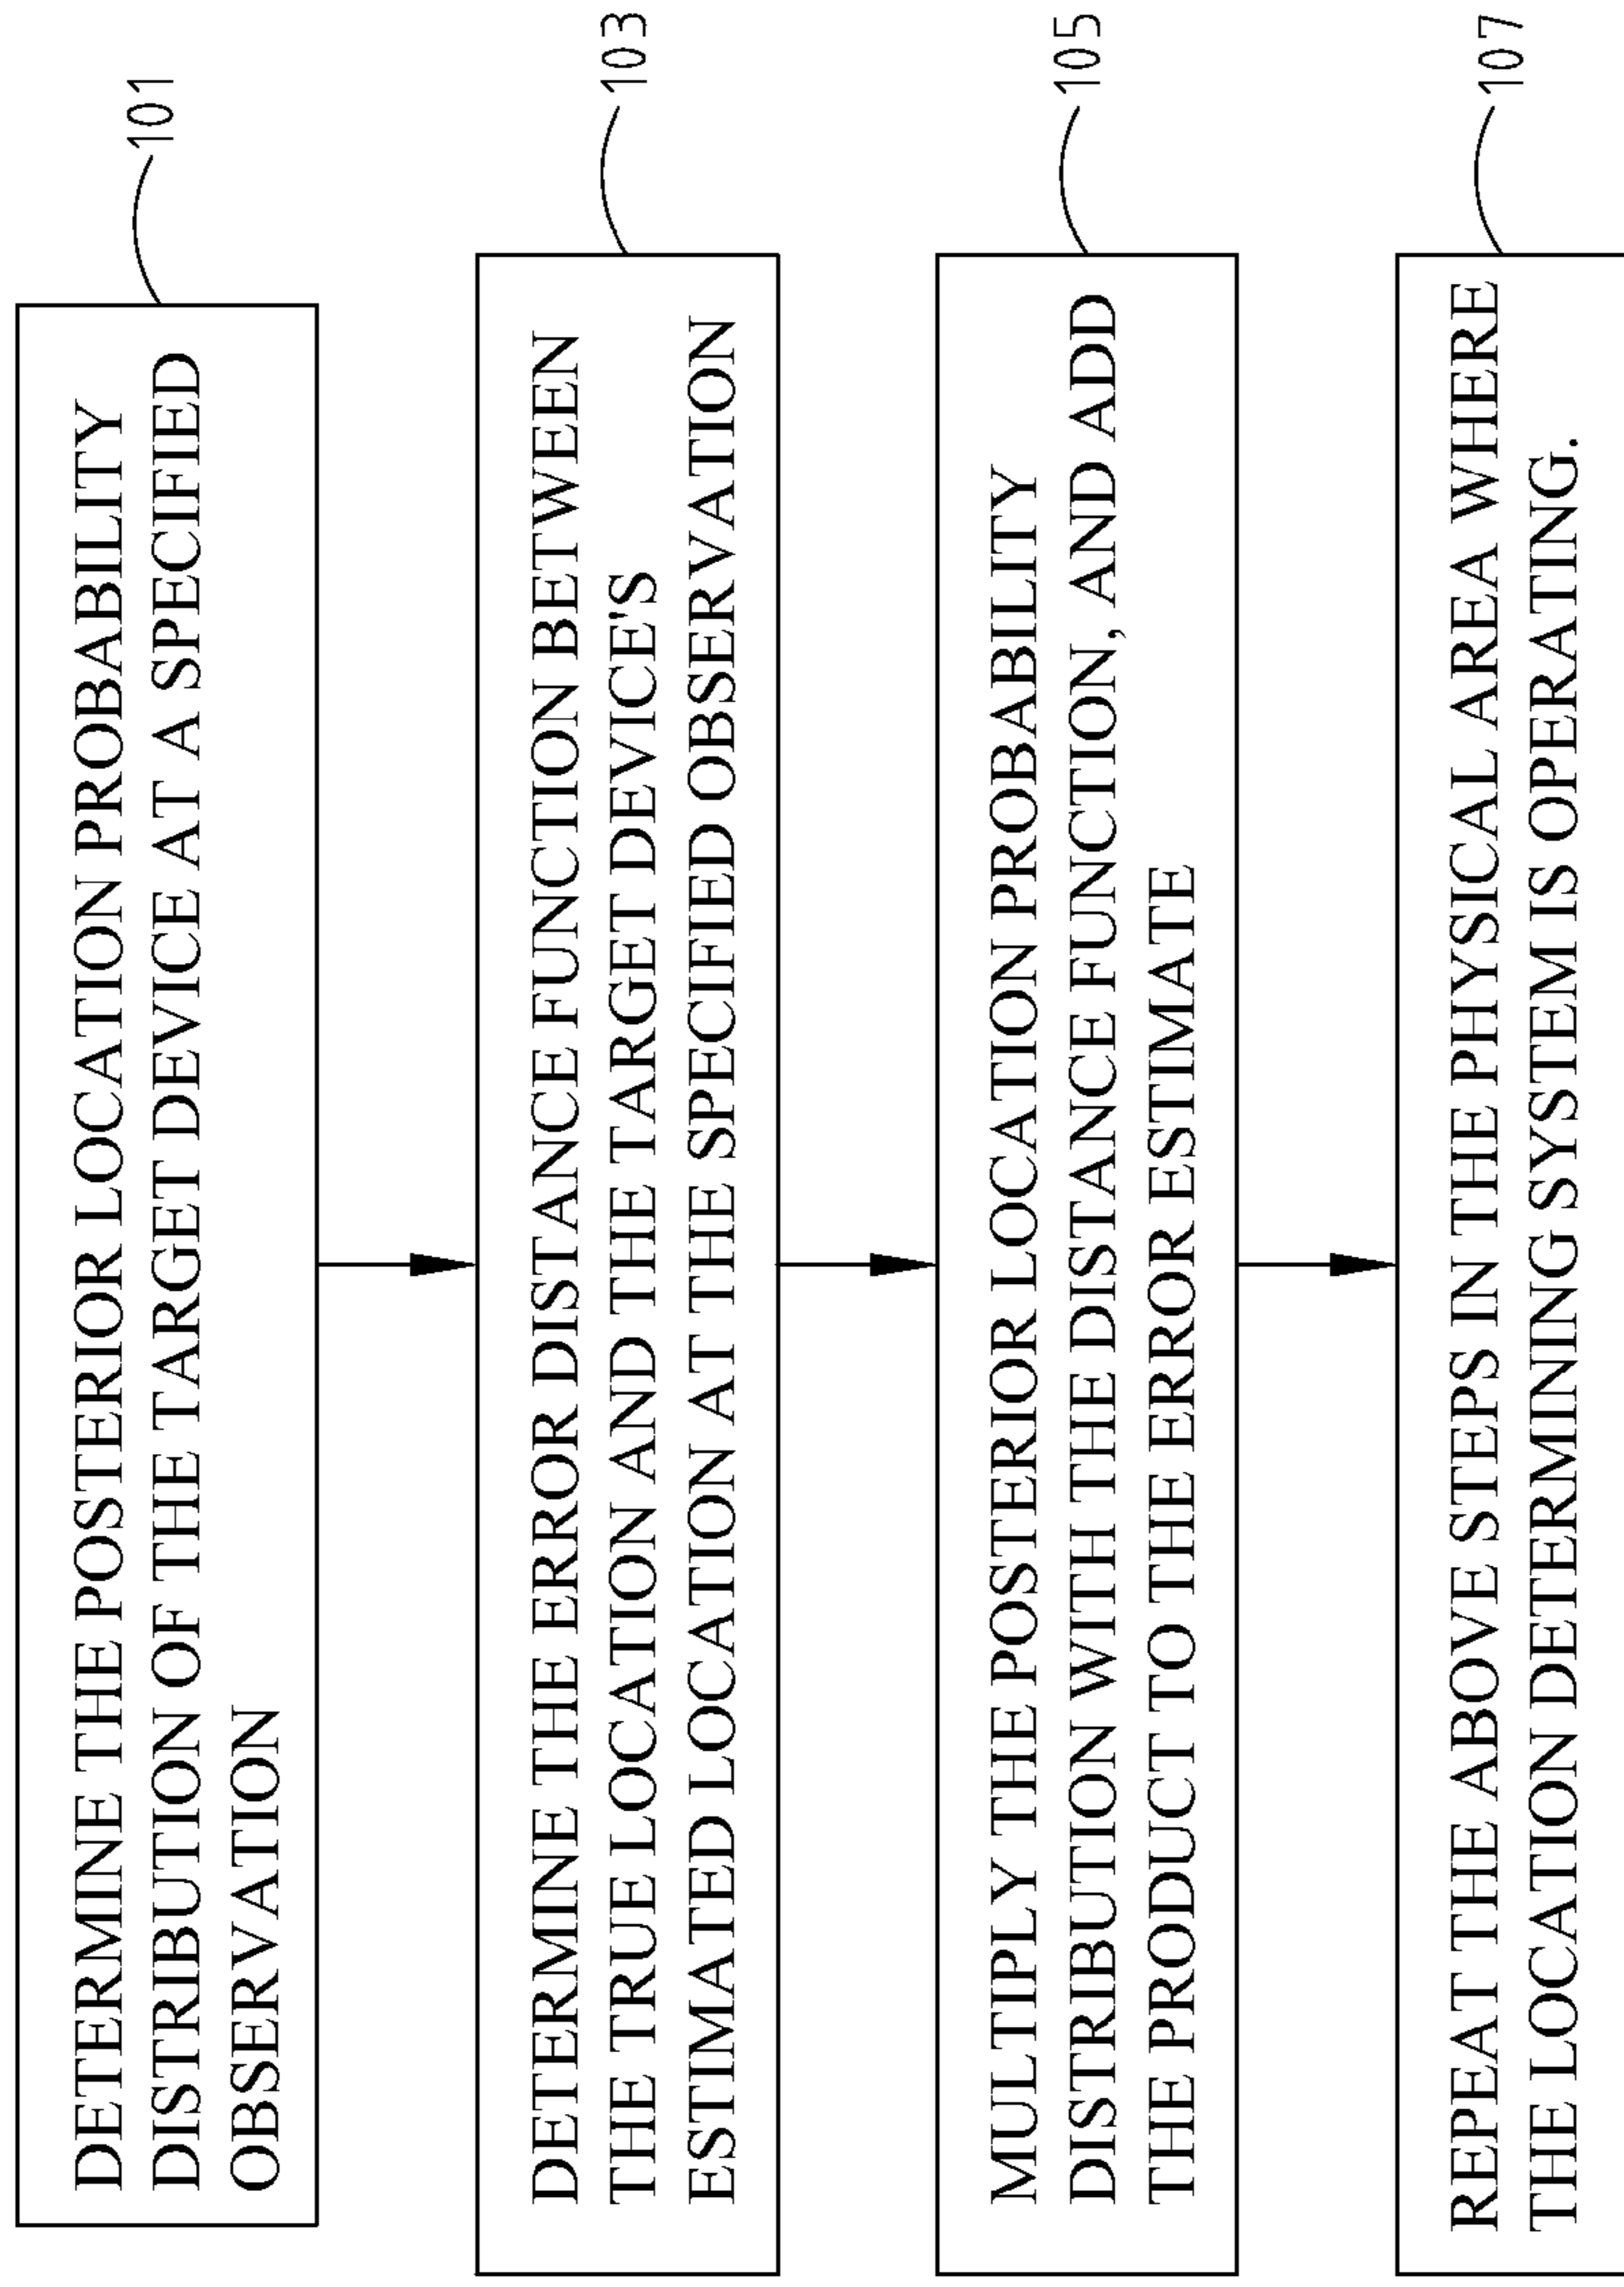 101
DETERMINE THE POSTERIOR LOCATION PROBABILITY
DISTRIBUTION OF THE TARGET DEVICE AT A SPECIFIED
OBSERVATION
103
DETERMINE THE ERROR DISTANCE FUNCTION BETWEEN
THE TRUE LOCATION AND THE TARGET DEVICE'S
ESTIMATED LOCATION AT THE SPECIFIED OBSERVATION
105
MULTIPLY THE POSTERIOR LOCATION PROBABILITY
DISTRIBUTION WITH THE DISTANCE FUNCTION, AND ADD
THE PRODUCT TO THE ERROR ESTIMATE
107
REPEAT THE ABOVE STEPS IN THE PHYSICAL AREA WHERE
THE LOCATION DETERMINING SYSTEM IS OPERATING.